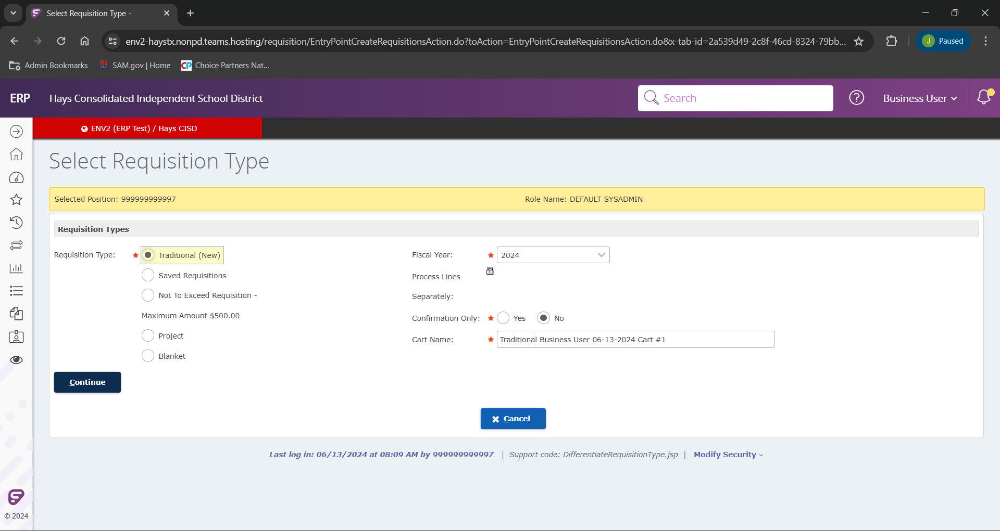 Select Requisition Type -
env2-haystx.nonpd.teams.hosting/requisition/EntryPointCreateRequisitionsAction.do?toAction=EntryPointCreateRequisitionsAction.do&x-tab-id=2a539d49-2c8f-46cd-8324-79bb...
J Paused
Admin Bookmarks
SAM.gov | Home
CP Choice Partners Nat...
ERP
Hays Consolidated Independent School District
Search
?
Business User
ENV2 (ERP Test) / Hays CISD
Select Requisition Type
Selected Position: 999999999997
Role Name: DEFAULT SYSADMIN
Requisition Types
Requisition Type:
Traditional (New)
Saved Requisitions
Not To Exceed Requisition -
Maximum Amount $500.00
Project
Blanket
Fiscal Year:
2024
Process Lines
Separately:
Confirmation Only:
Yes
No
Cart Name:
Traditional Business User 06-13-2024 Cart #1
Continue
Cancel
Last log in: 06/13/2024 at 08:09 AM by 999999999997 | Support code: DifferentiateRequisitionType.jsp | Modify Security
© 2024